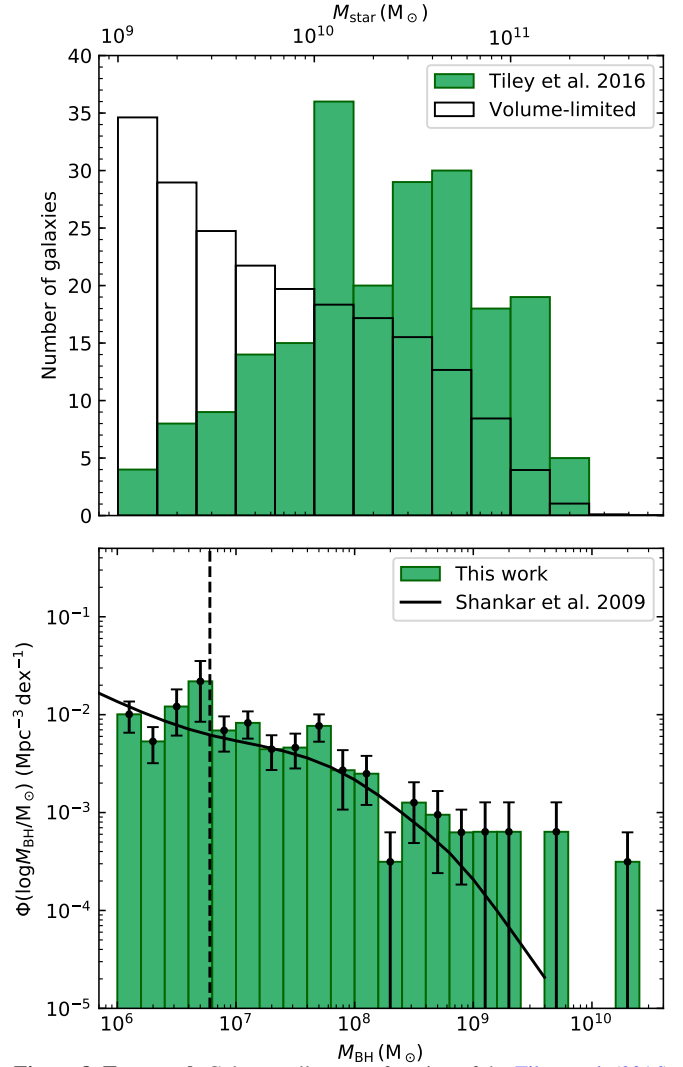 M_star (M_⊙)
10^9 10^10 10^11
Tiley et al. 2016
Volume-limited
Number of galaxies
40
35
30
25
20
15
10
5
0
This work
Shankar et al. 2009
Φ(logM_BH/M_⊙) (Mpc^−3 dex^−1)
10^−1
10^−2
10^−3
10^−4
10^−5
10^6 10^7 10^8 10^9 10^10
M_BH (M_⊙)